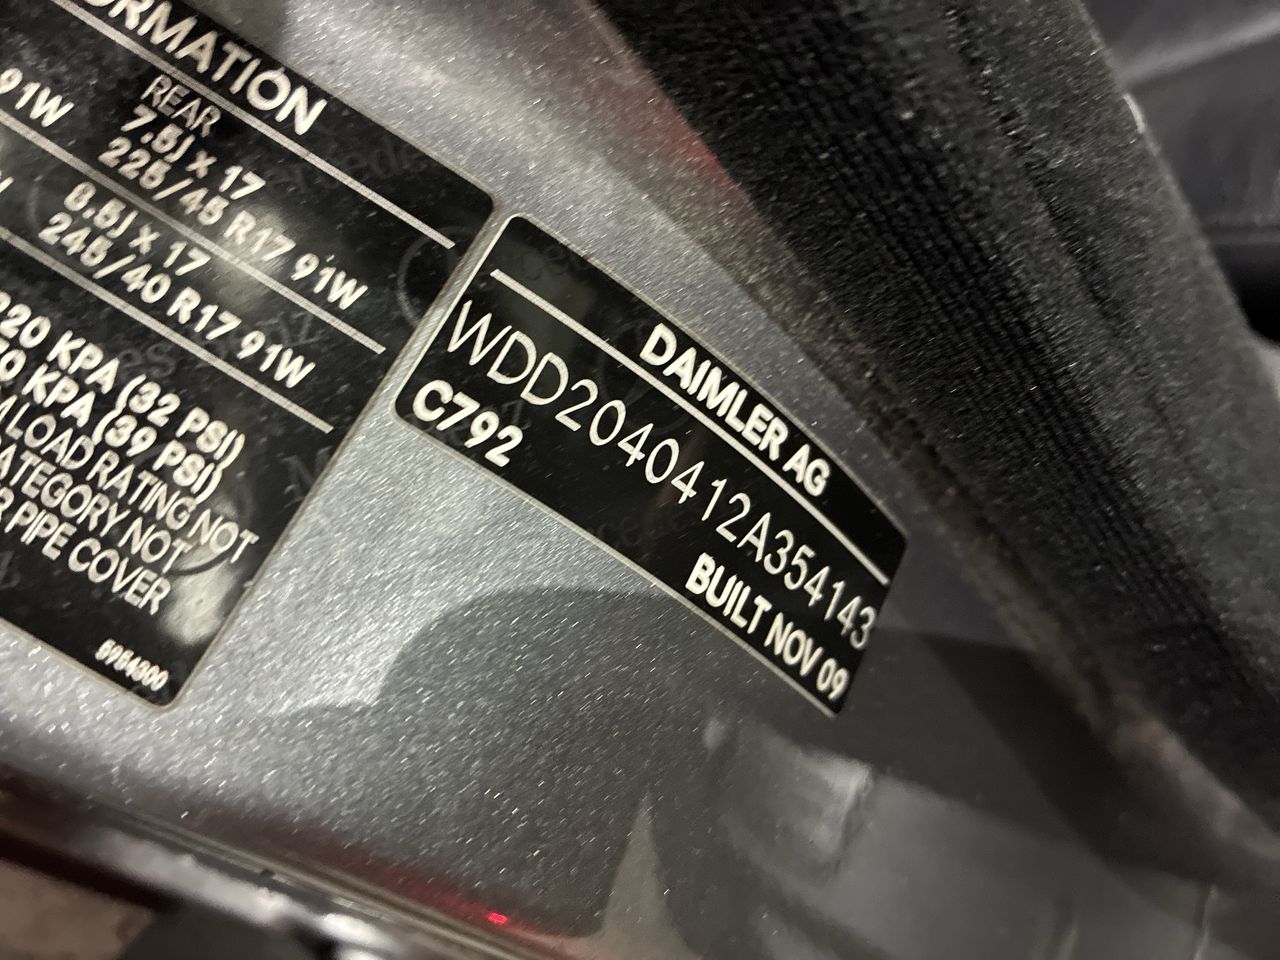 ORMATION
REAR
7.5J X 17
91W
225/45 R17 91W
8.5J X 17
245/40 R17 91W
220 KPA (32 PSI)
KPA (39 PSI)
LOAD RATING NOT
ATEGORY NOT
R PIPE COVER
5954300
DAIMLER AG
WDD2040412A354143
C792
BUILT NOV 09